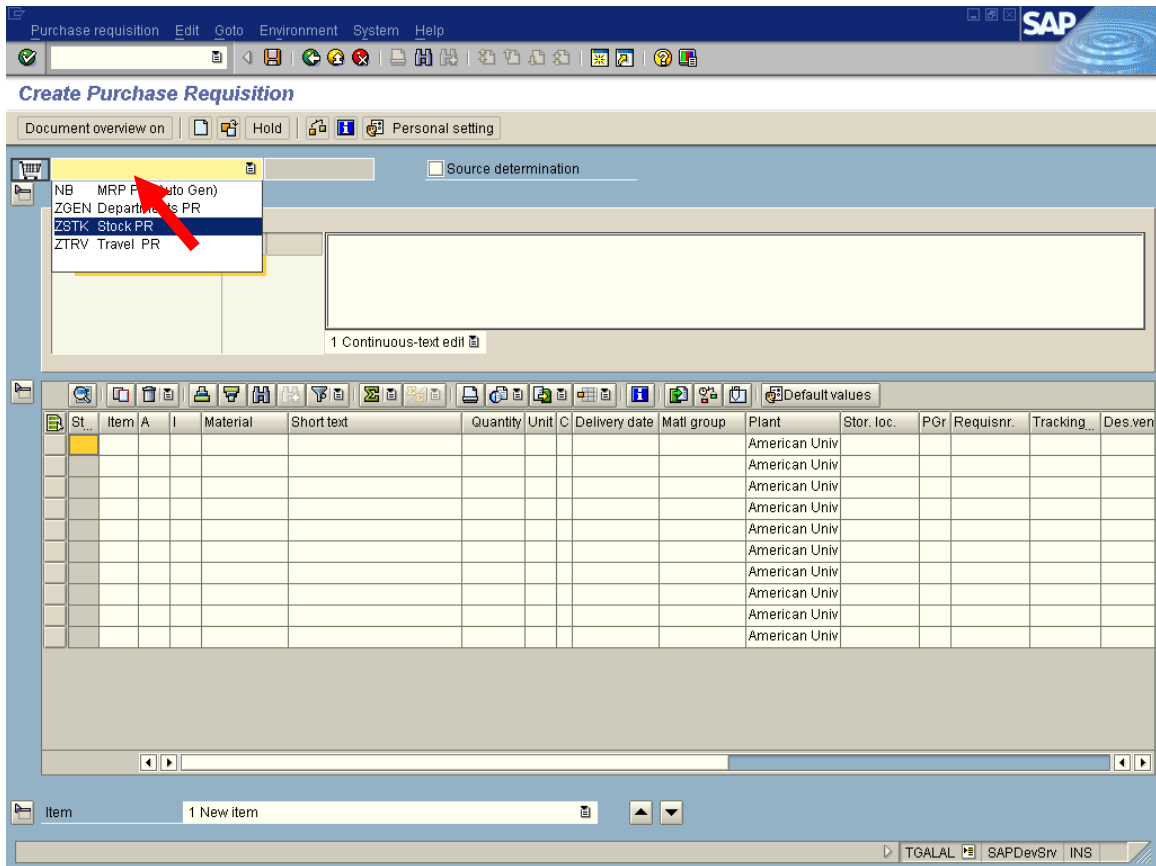 Purchase requisition Edit Goto Environment System Help
SAP
Create Purchase Requisition
Document overview on Hold Personal setting
Source determination
NB MRP P uto Gen)
ZGEN Departments PR
ZSTK Stock PR
ZTRV Travel PR
1 Continuous-text edit
Default values
St... Item A I Material Short text Quantity Unit C Delivery date Matl group Plant Stor. loc. PGr Requisnr. Tracking... Des.ven
American Univ
American Univ
American Univ
American Univ
American Univ
American Univ
American Univ
American Univ
American Univ
American Univ
Item 1 New item
TGALAL SAPDevSrv INS